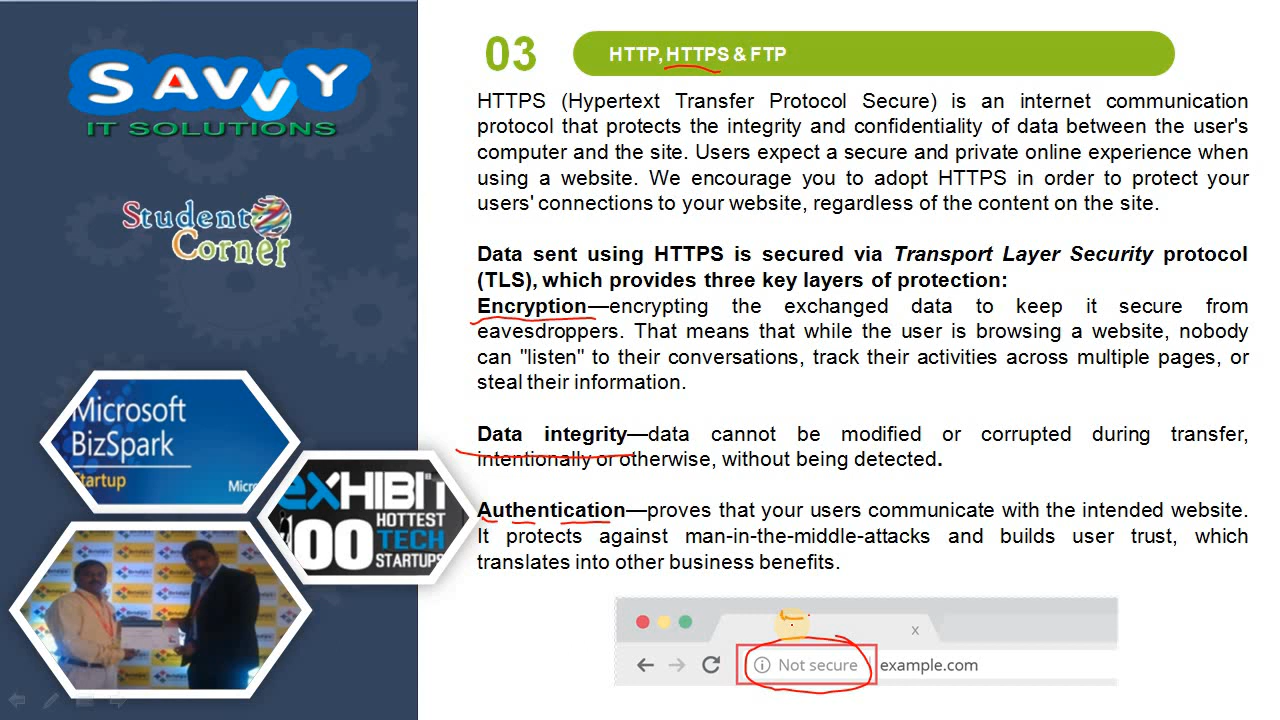 SAVVY
IT SOLUTIONS
Student
Corner
Microsoft
BizSpark
Startup
Micr
eXHIBIT
100 HOTTEST
TECH
STARTUPS
03
HTTP, HTTPS & FTP
HTTPS (Hypertext Transfer Protocol Secure) is an internet communication
protocol that protects the integrity and confidentiality of data between the user's
computer and the site. Users expect a secure and private online experience when
using a website. We encourage you to adopt HTTPS in order to protect your
users' connections to your website, regardless of the content on the site.
Data sent using HTTPS is secured via Transport Layer Security protocol
(TLS), which provides three key layers of protection:
Encryption—encrypting the exchanged data to keep it secure from
eavesdroppers. That means that while the user is browsing a website, nobody
can "listen" to their conversations, track their activities across multiple pages, or
steal their information.
Data integrity—data cannot be modified or corrupted during transfer,
intentionally or otherwise, without being detected.
Authentication—proves that your users communicate with the intended website.
It protects against man-in-the-middle-attacks and builds user trust, which
translates into other business benefits.
x
Not secure example.com